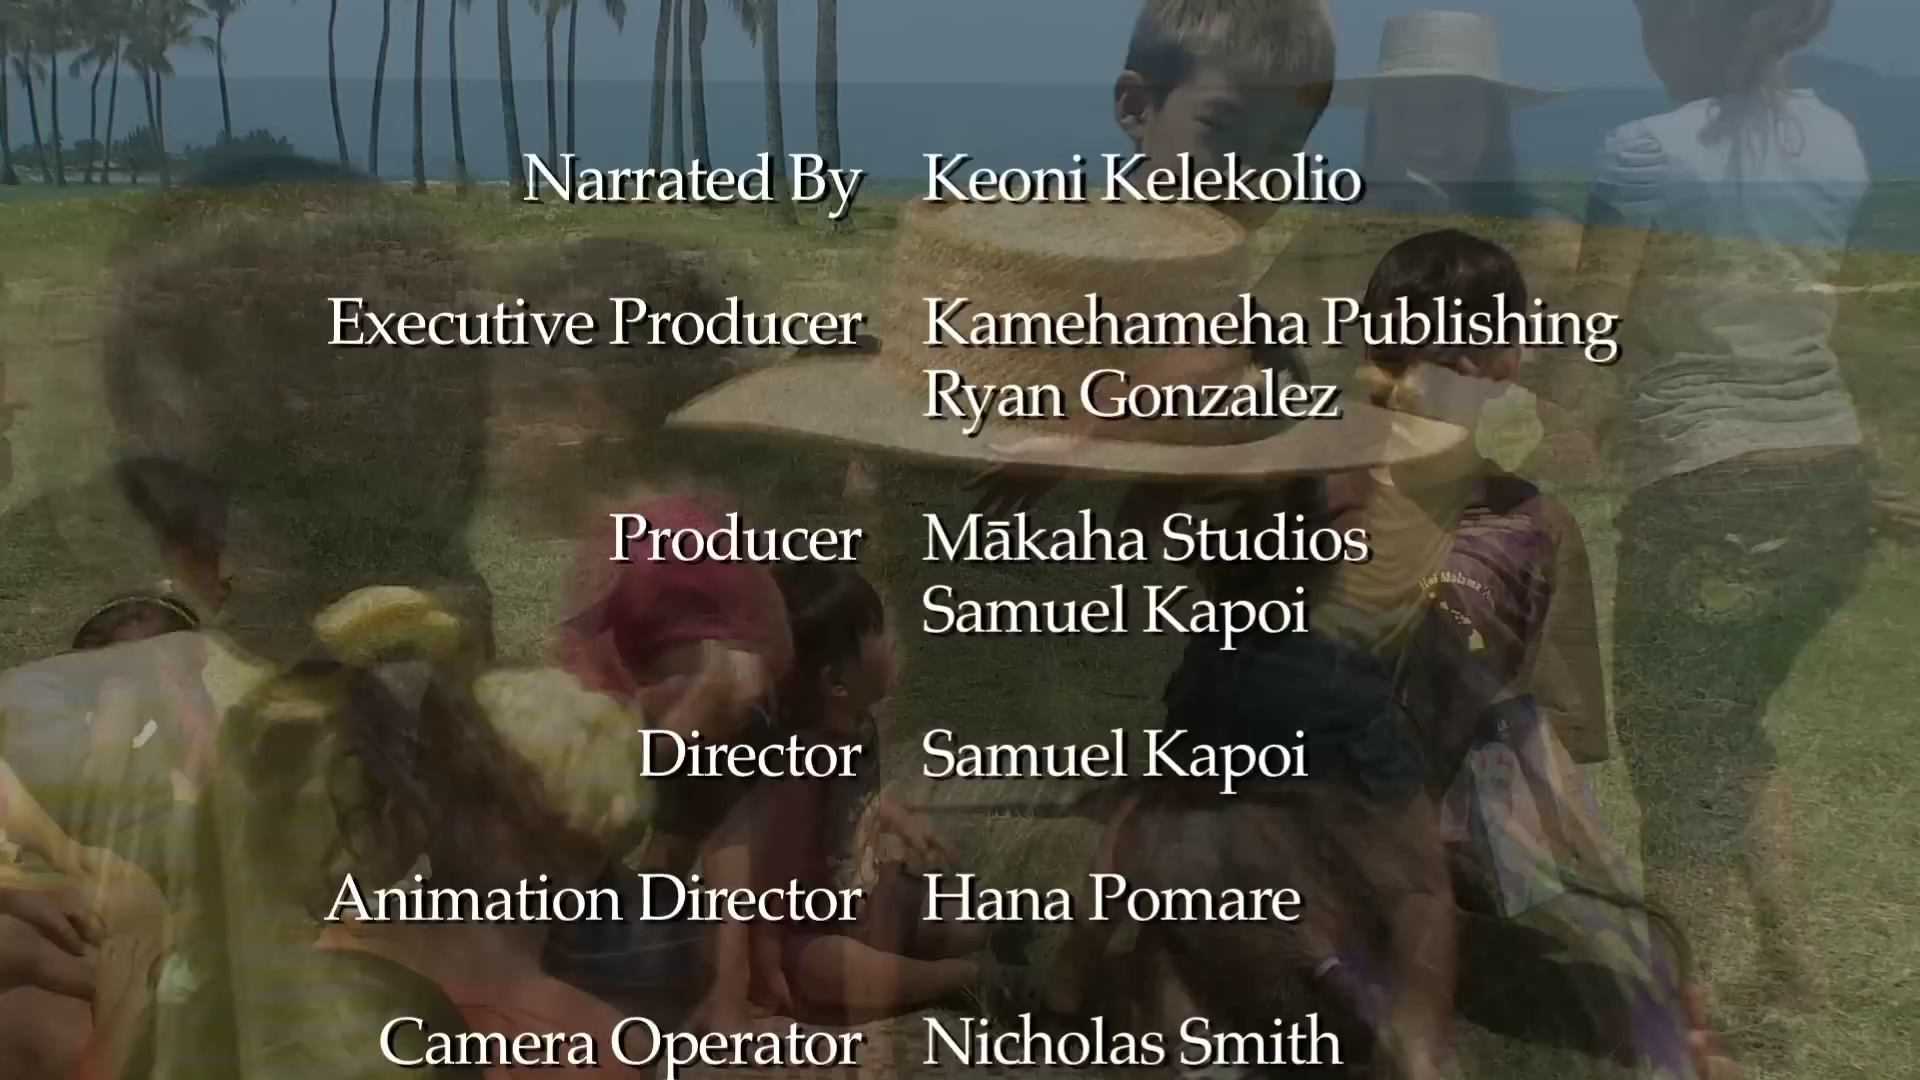 Narrated By Keoni Kelekolio
Executive Producer Kamehameha Publishing
Ryan Gonzalez
Producer Mākaha Studios
Samuel Kapoi
Director Samuel Kapoi
Animation Director Hana Pomare
Camera Operator Nicholas Smith